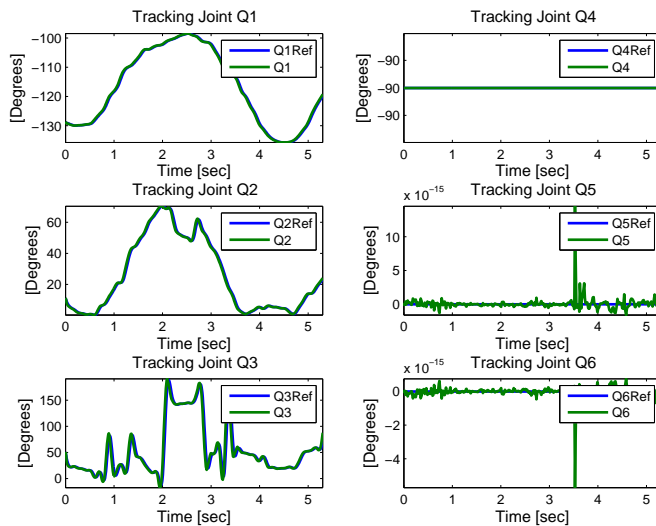 Tracking Joint Q1
[Degrees]
−100
−110
−120
−130
0 1 2 3 4 5
Time [sec]
Q1Ref
Q1
Tracking Joint Q4
[Degrees]
−90
−90
−90
0 1 2 3 4 5
Time [sec]
Q4Ref
Q4
Tracking Joint Q2
[Degrees]
60
40
20
0 1 2 3 4 5
Time [sec]
Q2Ref
Q2
x 10^−15
Tracking Joint Q5
[Degrees]
10
5
0
0 1 2 3 4 5
Time [sec]
Q5Ref
Q5
Tracking Joint Q3
[Degrees]
150
100
50
0
0 1 2 3 4 5
Time [sec]
Q3Ref
Q3
x 10^−15
Tracking Joint Q6
[Degrees]
0
−2
−4
0 1 2 3 4 5
Time [sec]
Q6Ref
Q6